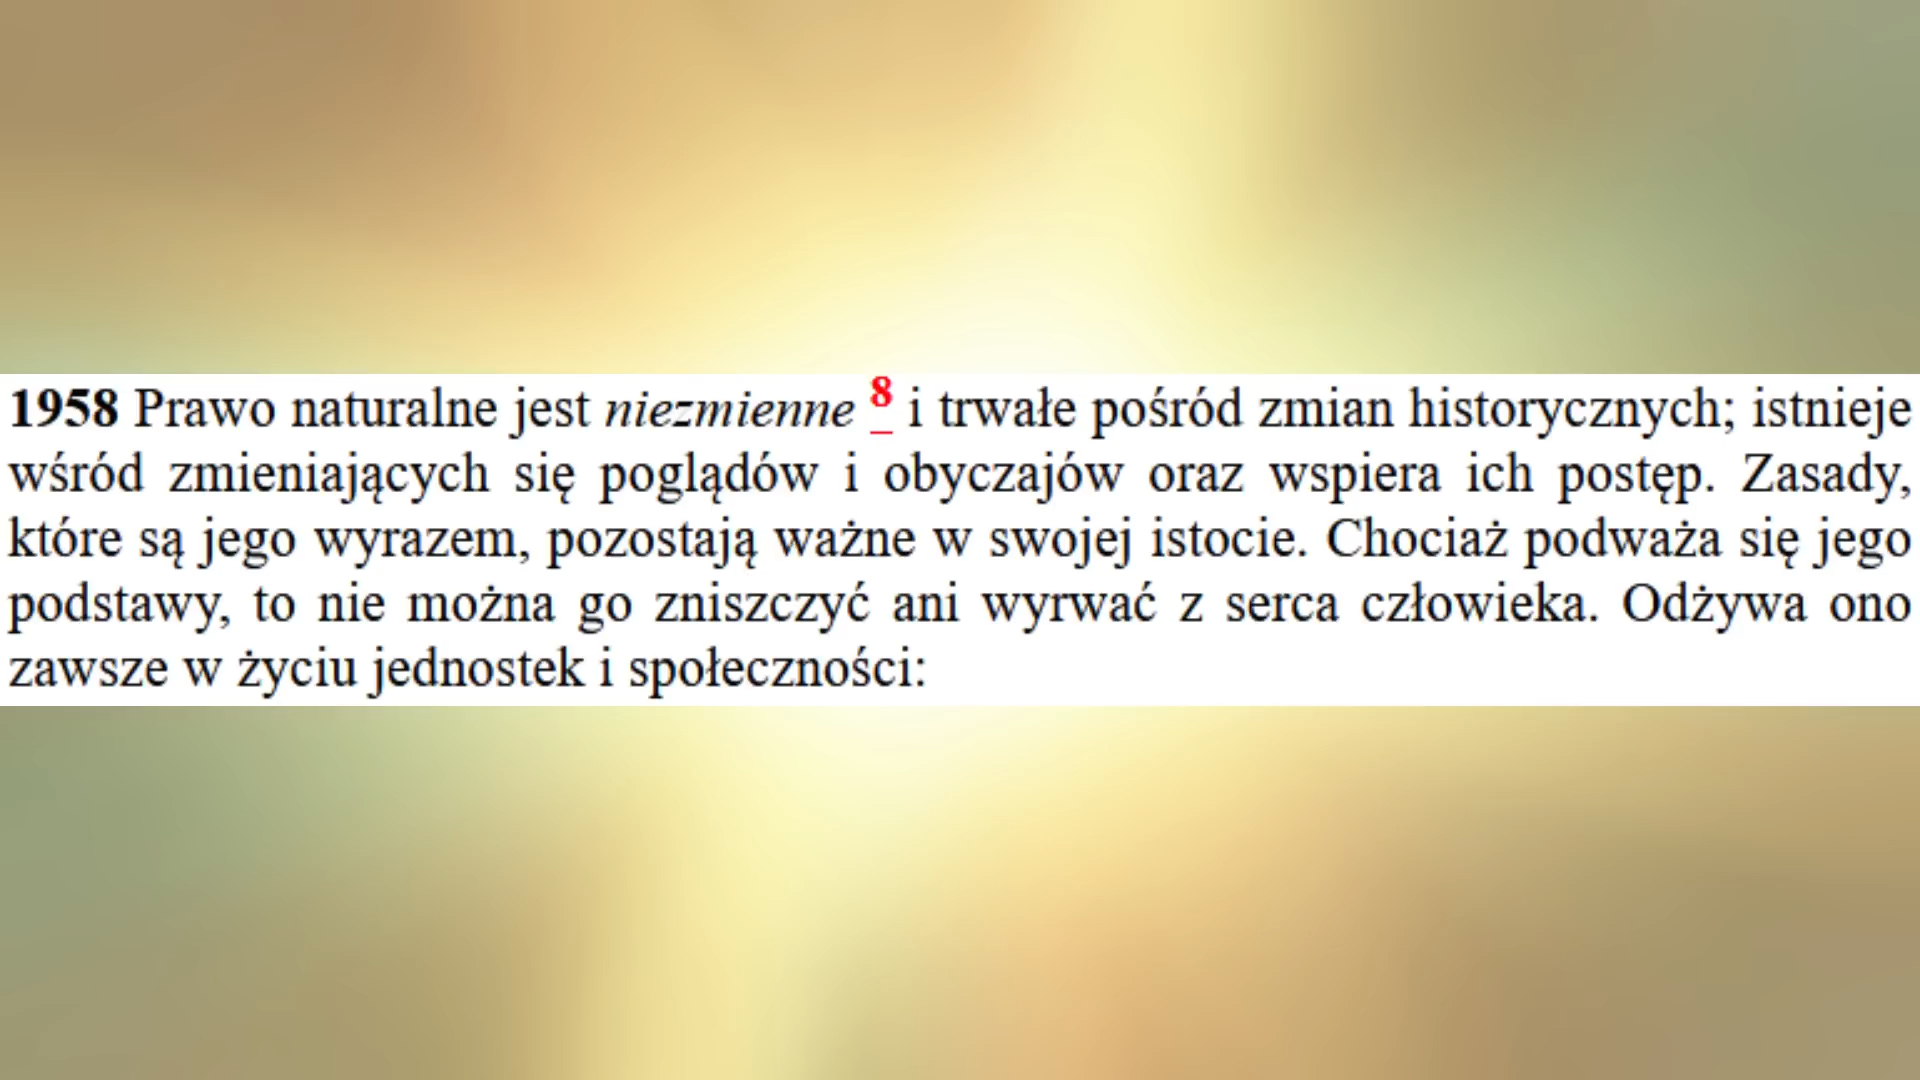 1958 Prawo naturalne jest niezmienne 8 i trwałe pośród zmian historycznych; istnieje
wśród zmieniających się poglądów i obyczajów oraz wspiera ich postęp. Zasady,
które są jego wyrazem, pozostają ważne w swojej istocie. Chociaż podważa się jego
podstawy, to nie można go zniszczyć ani wyrwać z serca człowieka. Odżywa ono
zawsze w życiu jednostek i społeczności: